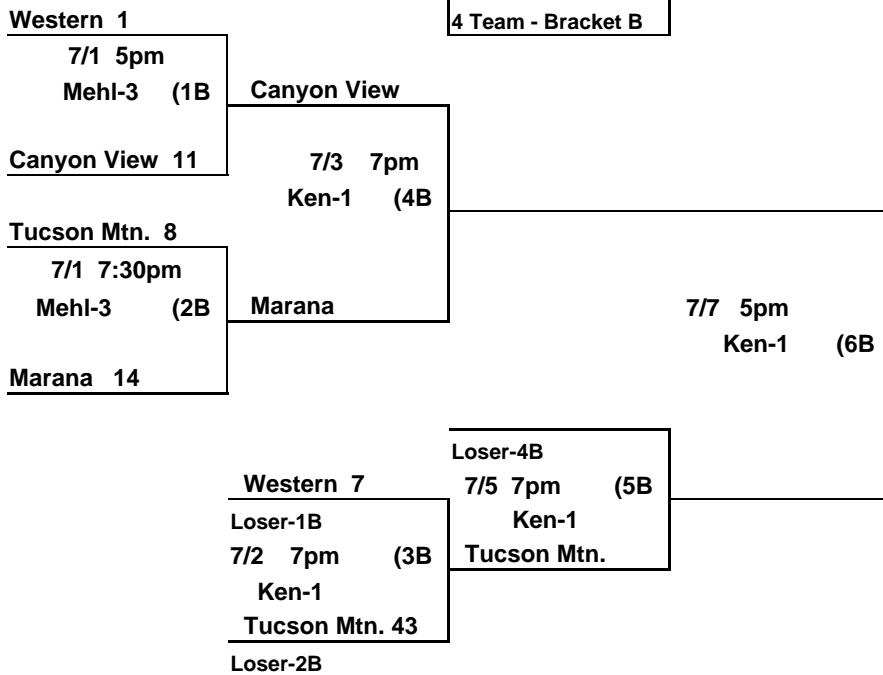 Western 1
4 Team - Bracket B
7/1 5pm
Mehl-3 (1B
Canyon View
Canyon View 11
7/3 7pm
Ken-1 (4B
Tucson Mtn. 8
7/1 7:30pm
Mehl-3 (2B
Marana
7/7 5pm
Ken-1 (6B
Marana 14
Loser-4B
Western 7
7/5 7pm (5B
Loser-1B
Ken-1
7/2 7pm (3B
Tucson Mtn.
Ken-1
Tucson Mtn. 43
Loser-2B